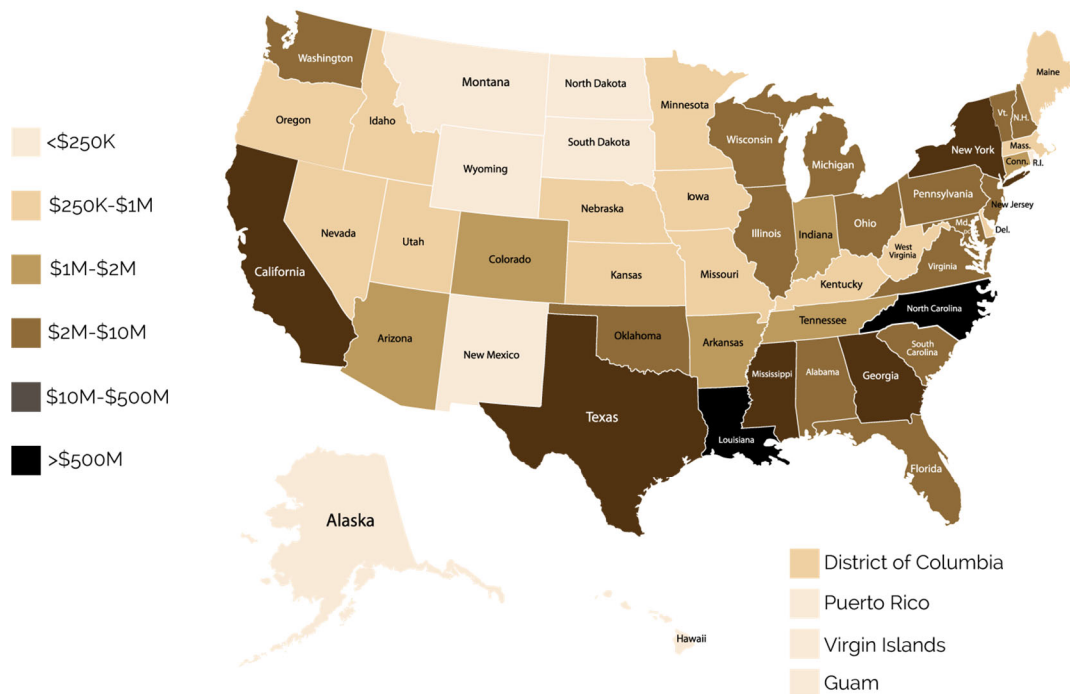 <$250K
$250K-$1M
$1M-$2M
$2M-$10M
$10M-$500M
>$500M
Washington
Oregon
Idaho
Montana
North Dakota
South Dakota
Wyoming
Minnesota
Wisconsin
Michigan
Iowa
Nebraska
Nevada
Utah
Colorado
Kansas
Missouri
Illinois
Indiana
Ohio
Pennsylvania
New York
Vt.
N.H.
Maine
Mass.
Conn.
R.I.
New Jersey
Md.
Del.
West
Virginia
Virginia
Kentucky
California
Arizona
New Mexico
Oklahoma
Arkansas
Tennessee
North Carolina
South
Carolina
Texas
Louisiana
Mississippi
Alabama
Georgia
Florida
Alaska
Hawaii
District of Columbia
Puerto Rico
Virgin Islands
Guam